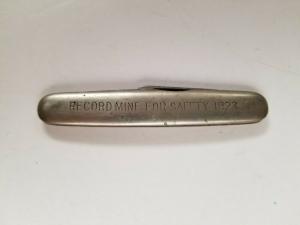 RECORD MINE FOR SAFETY 1923